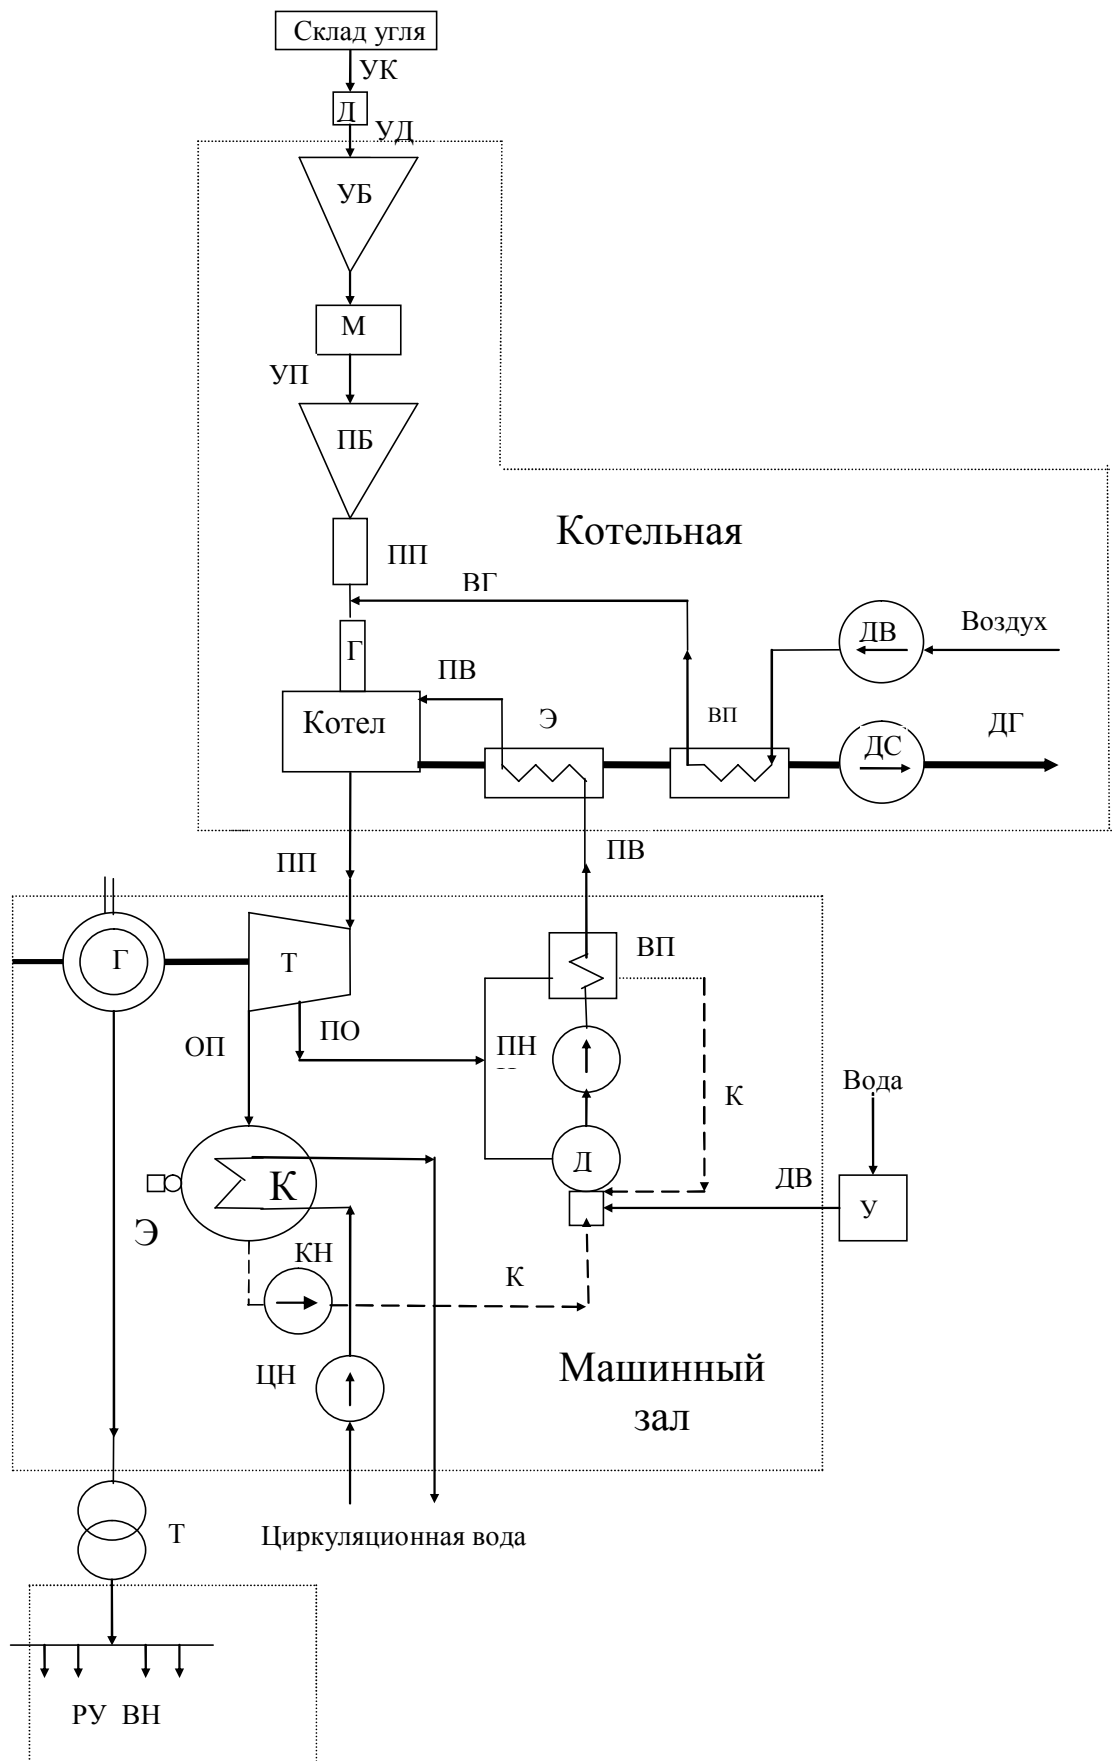 Склад угля
УК
Д
УД
УБ
М
УП
ПБ
Котельная
ПП
ВГ
ДВ
Воздух
Г
ПВ
Котел
Э
ВП
ДС
ДГ
ПП
ПВ
Г
Т
ВП
ОП
ПО
ПН
К
Вода
Д
ДВ
У
К
Э
КН
К
ЦН
Машинный
зал
Т
Циркуляционная вода
РУ ВН